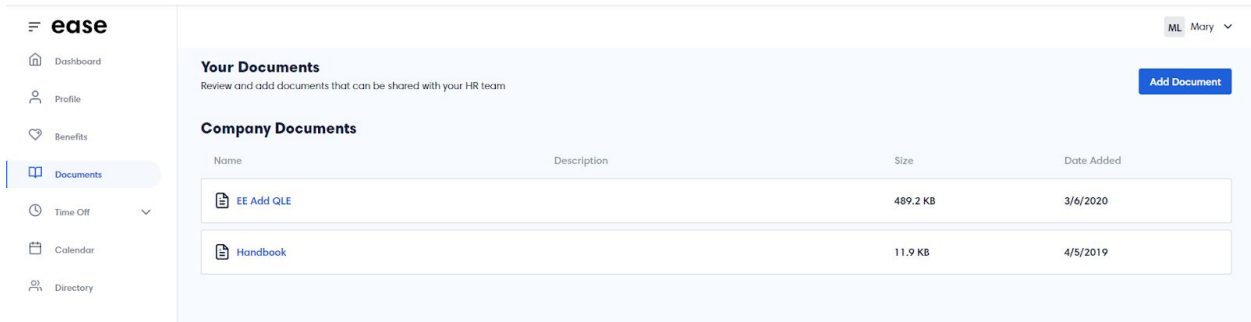 ease
ML Mary
Dashboard
Profile
Benefits
Documents
Time Off
Calendar
Directory
Your Documents
Review and add documents that can be shared with your HR team
Add Document
Company Documents
Name Description Size Date Added
EE Add QLE 489.2 KB 3/6/2020
Handbook 11.9 KB 4/5/2019